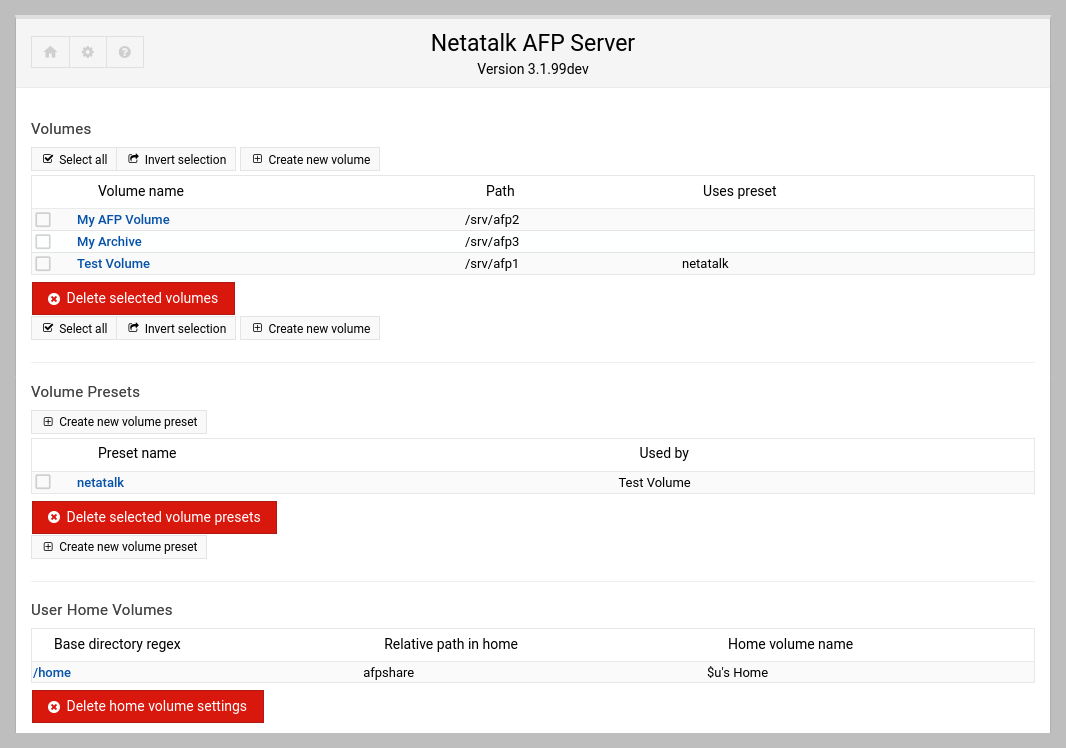 Netatalk AFP Server
Version 3.1.99dev
Volumes
Select all Invert selection Create new volume
Volume name Path Uses preset
My AFP Volume /srv/afp2
My Archive /srv/afp3
Test Volume /srv/afp1 netatalk
Delete selected volumes
Select all Invert selection Create new volume
Volume Presets
Create new volume preset
Preset name Used by
netatalk Test Volume
Delete selected volume presets
Create new volume preset
User Home Volumes
Base directory regex Relative path in home Home volume name
/home afpshare $u's Home
Delete home volume settings